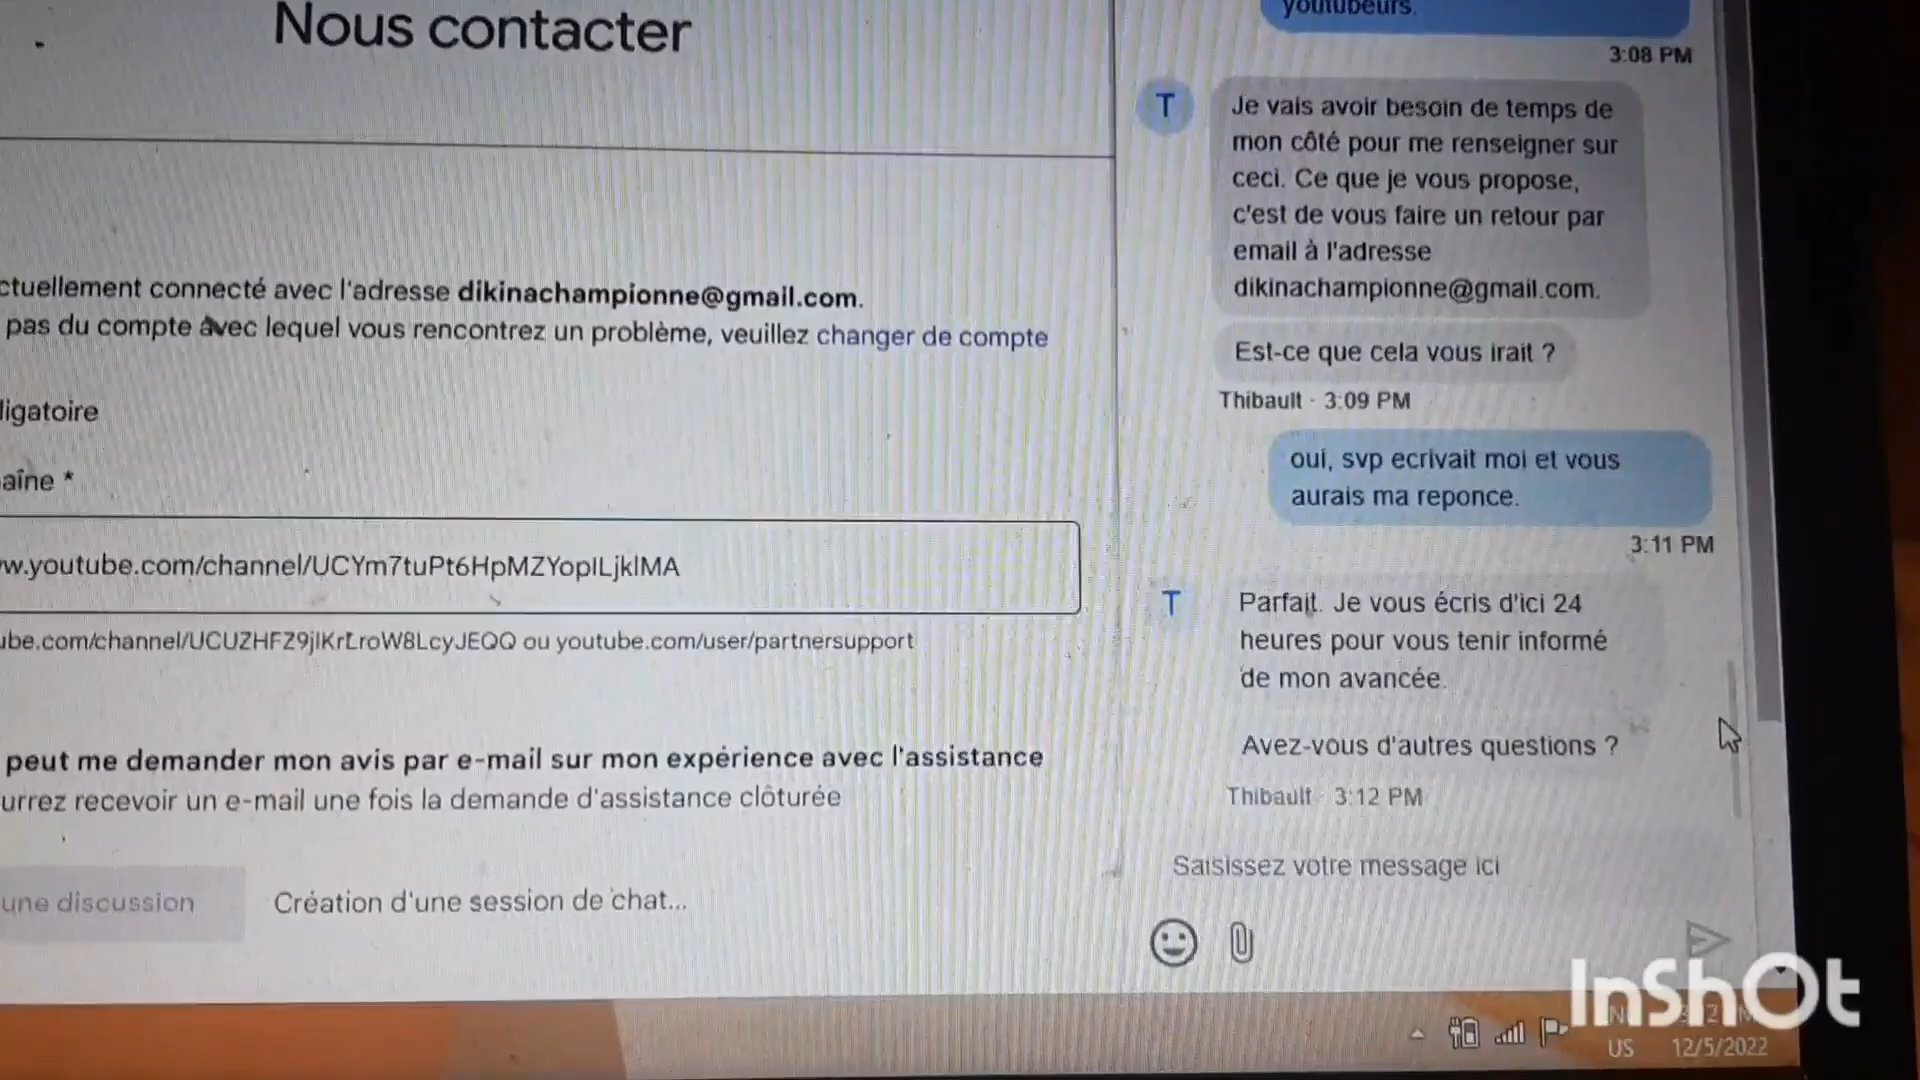 Nous contacter
ctuellement connecté avec l'adresse dikinachampionne@gmail.com.
pas du compte avec lequel vous rencontrez un problème, veuillez changer de compte
ligatoire
aîne *
w.youtube.com/channel/UCYm7tuPt6HpMZYopILjklMA
ube.com/channel/UCUZHFZ9jIKrLroW8LcyJEQQ ou youtube.com/user/partnersupport
peut me demander mon avis par e-mail sur mon expérience avec l'assistance
urrez recevoir un e-mail une fois la demande d'assistance clôturée
une discussion
Création d'une session de chat...
youtubeurs.
3:08 PM
T
Je vais avoir besoin de temps de
mon côté pour me renseigner sur
ceci. Ce que je vous propose,
c'est de vous faire un retour par
email à l'adresse
dikinachampionne@gmail.com.
Est-ce que cela vous irait ?
Thibault · 3:09 PM
oui, svp ecrivait moi et vous
aurais ma reponce.
3:11 PM
T
Parfait. Je vous écris d'ici 24
heures pour vous tenir informé
de mon avancée.
Avez-vous d'autres questions ?
Thibault · 3:12 PM
Saisissez votre message ici
InShOt
US
12/5/2022